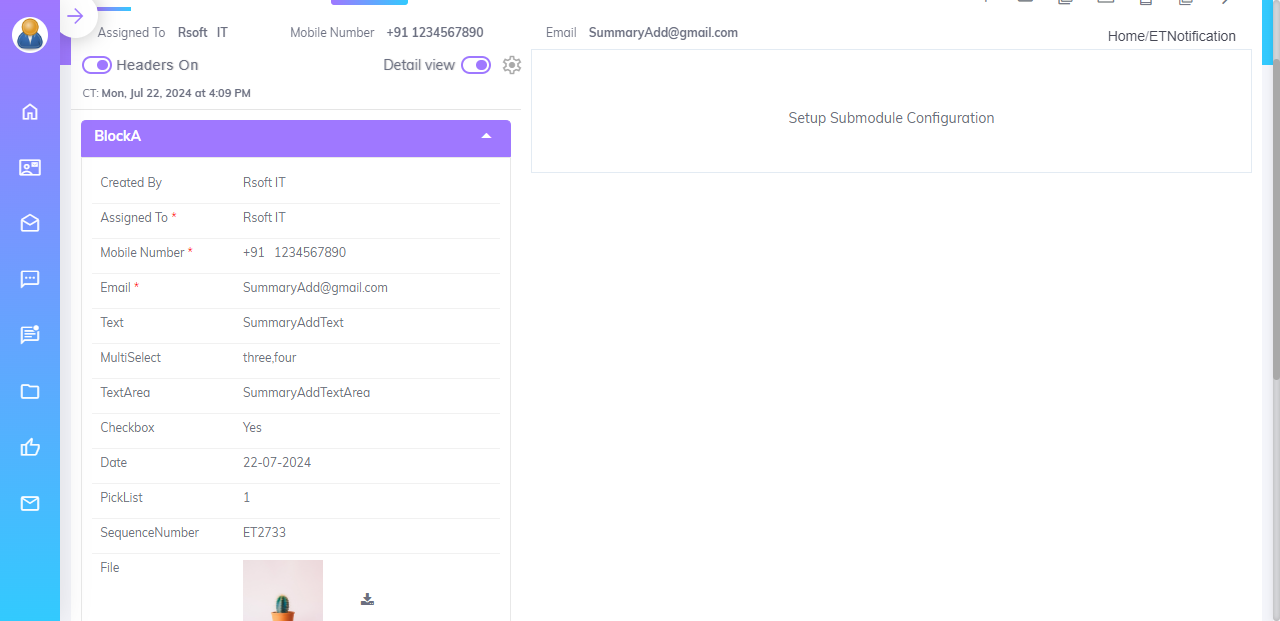 Assigned To Rsoft IT Mobile Number +91 1234567890 Email SummaryAdd@gmail.com
Home/ETNotification
Headers On Detail view
CT: Mon, Jul 22, 2024 at 4:09 PM
Setup Submodule Configuration
BlockA
Created By Rsoft IT
Assigned To * Rsoft IT
Mobile Number * +91 1234567890
Email * SummaryAdd@gmail.com
Text SummaryAddText
MultiSelect three,four
TextArea SummaryAddTextArea
Checkbox Yes
Date 22-07-2024
PickList 1
SequenceNumber ET2733
File